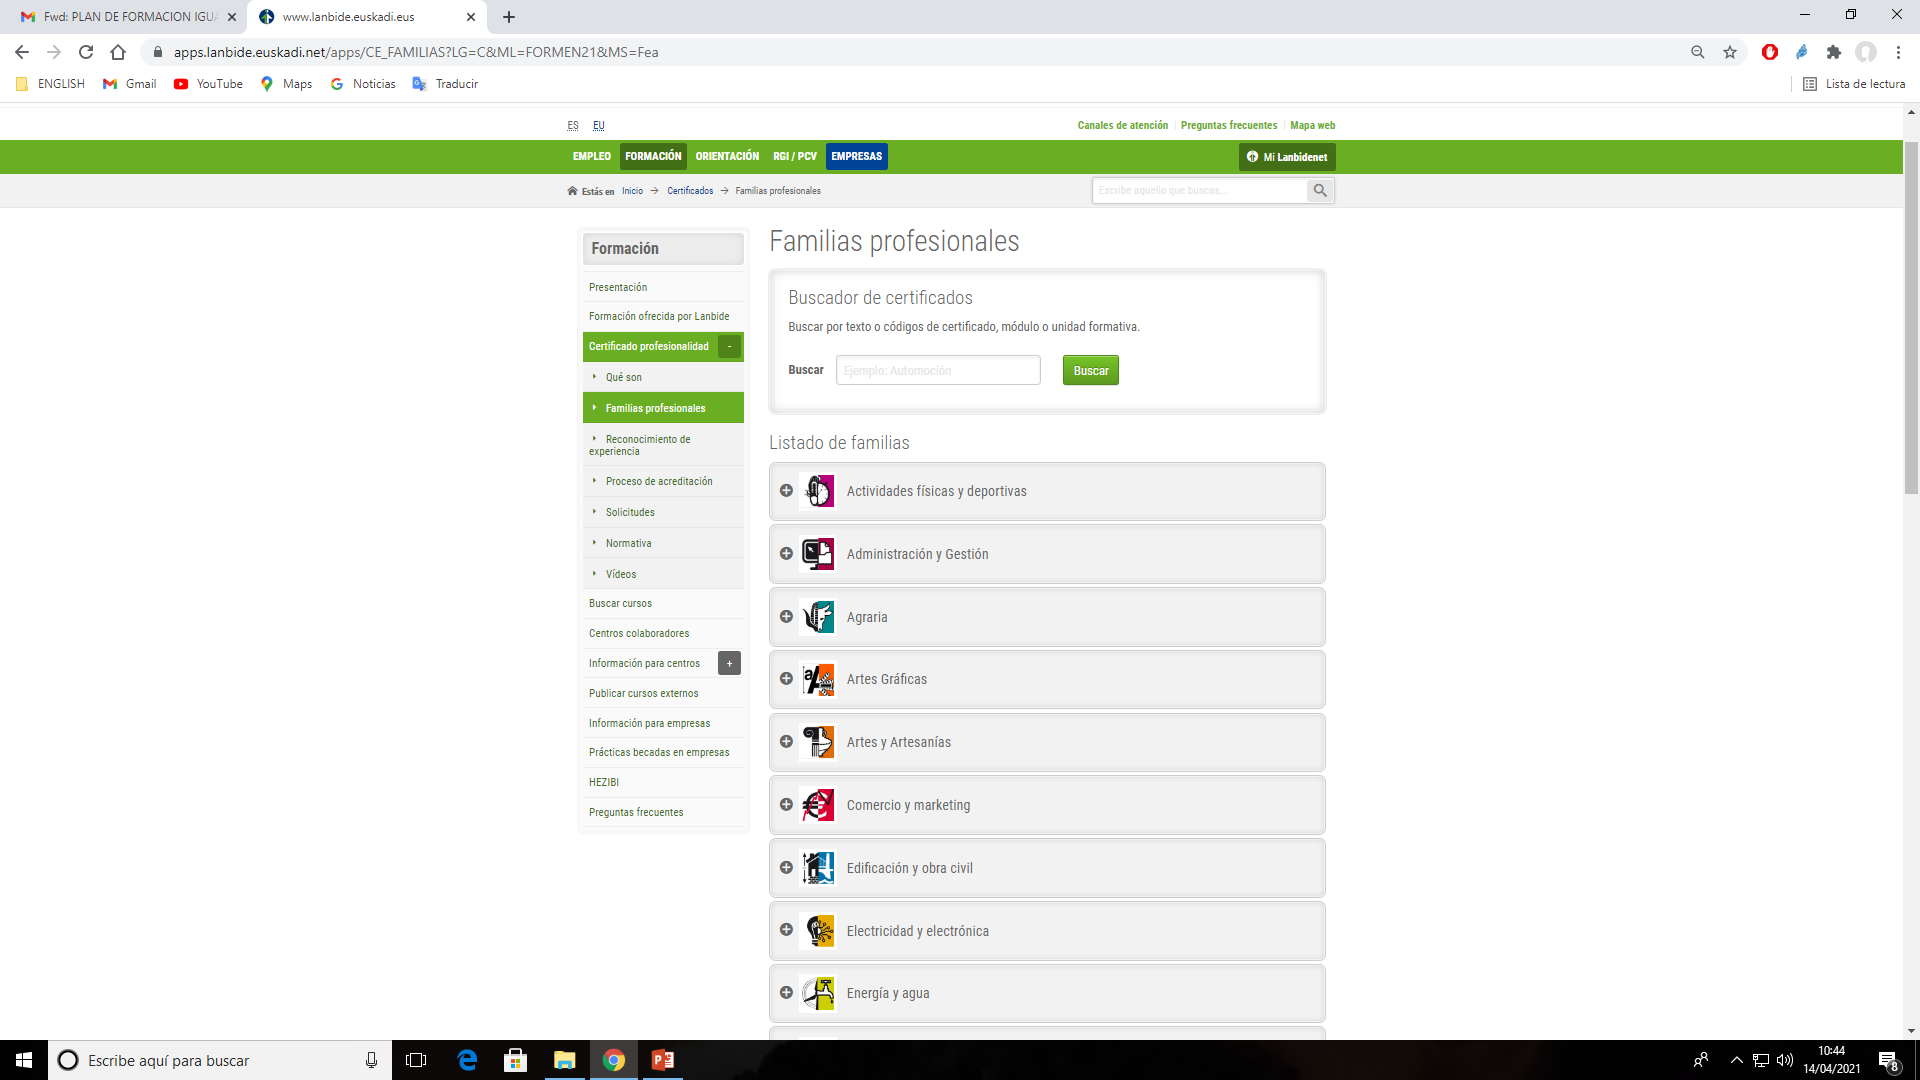 Fwd: PLAN DE FORMACION IGUA
www.lanbide.euskadi.eus
apps.lanbide.euskadi.net/apps/CE_FAMILIAS?LG=C&ML=FORMEN21&MS=Fea
ENGLISH Gmail YouTube Maps Noticias Traducir Lista de lectura
ES EU Canales de atención Preguntas frecuentes Mapa web
EMPLEO FORMACIÓN ORIENTACIÓN RGI / PCV EMPRESAS Mi Lanbidenet
Estás en Inicio → Certificados → Familias profesionales Escribe aquello que buscas...
Formación
Presentación
Formación ofrecida por Lanbide
Certificado profesionalidad -
Qué son
Familias profesionales
Reconocimiento de
experiencia
Proceso de acreditación
Solicitudes
Normativa
Vídeos
Buscar cursos
Centros colaboradores
Información para centros +
Publicar cursos externos
Información para empresas
Prácticas becadas en empresas
HEZIBI
Preguntas frecuentes
Familias profesionales
Buscador de certificados
Buscar por texto o códigos de certificado, módulo o unidad formativa.
Buscar Ejemplo: Automoción Buscar
Listado de familias
Actividades físicas y deportivas
Administración y Gestión
Agraria
Artes Gráficas
Artes y Artesanías
Comercio y marketing
Edificación y obra civil
Electricidad y electrónica
Energía y agua
Escribe aquí para buscar
10:44
14/04/2021
8